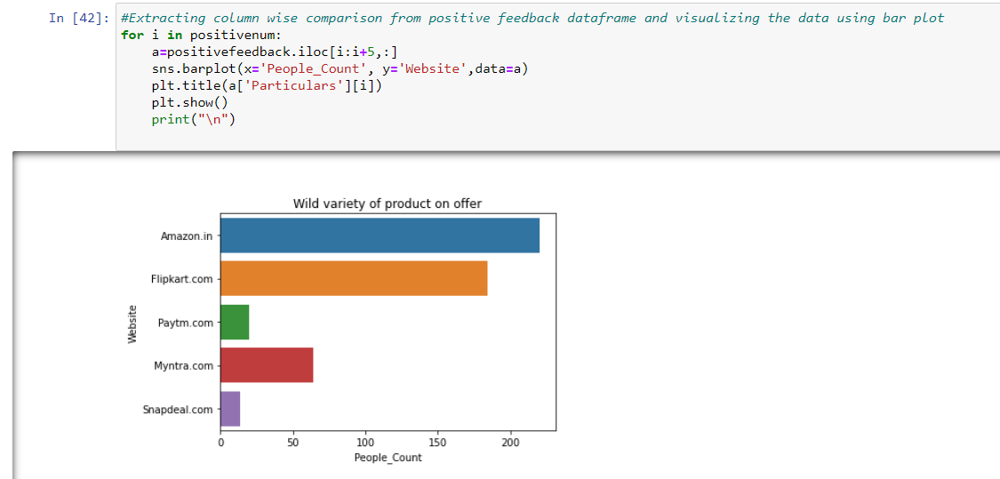 In [42]: #Extracting column wise comparison from positive feedback dataframe and visualizing the data using bar plot
for i in positivenum:
    a=positivefeedback.iloc[i:i+5,:]
    sns.barplot(x='People_Count', y='Website',data=a)
    plt.title(a['Particulars'][i])
    plt.show()
    print("\n")
Wild variety of product on offer
Amazon.in
Flipkart.com
Paytm.com
Myntra.com
Snapdeal.com
Website
0 50 100 150 200
People_Count